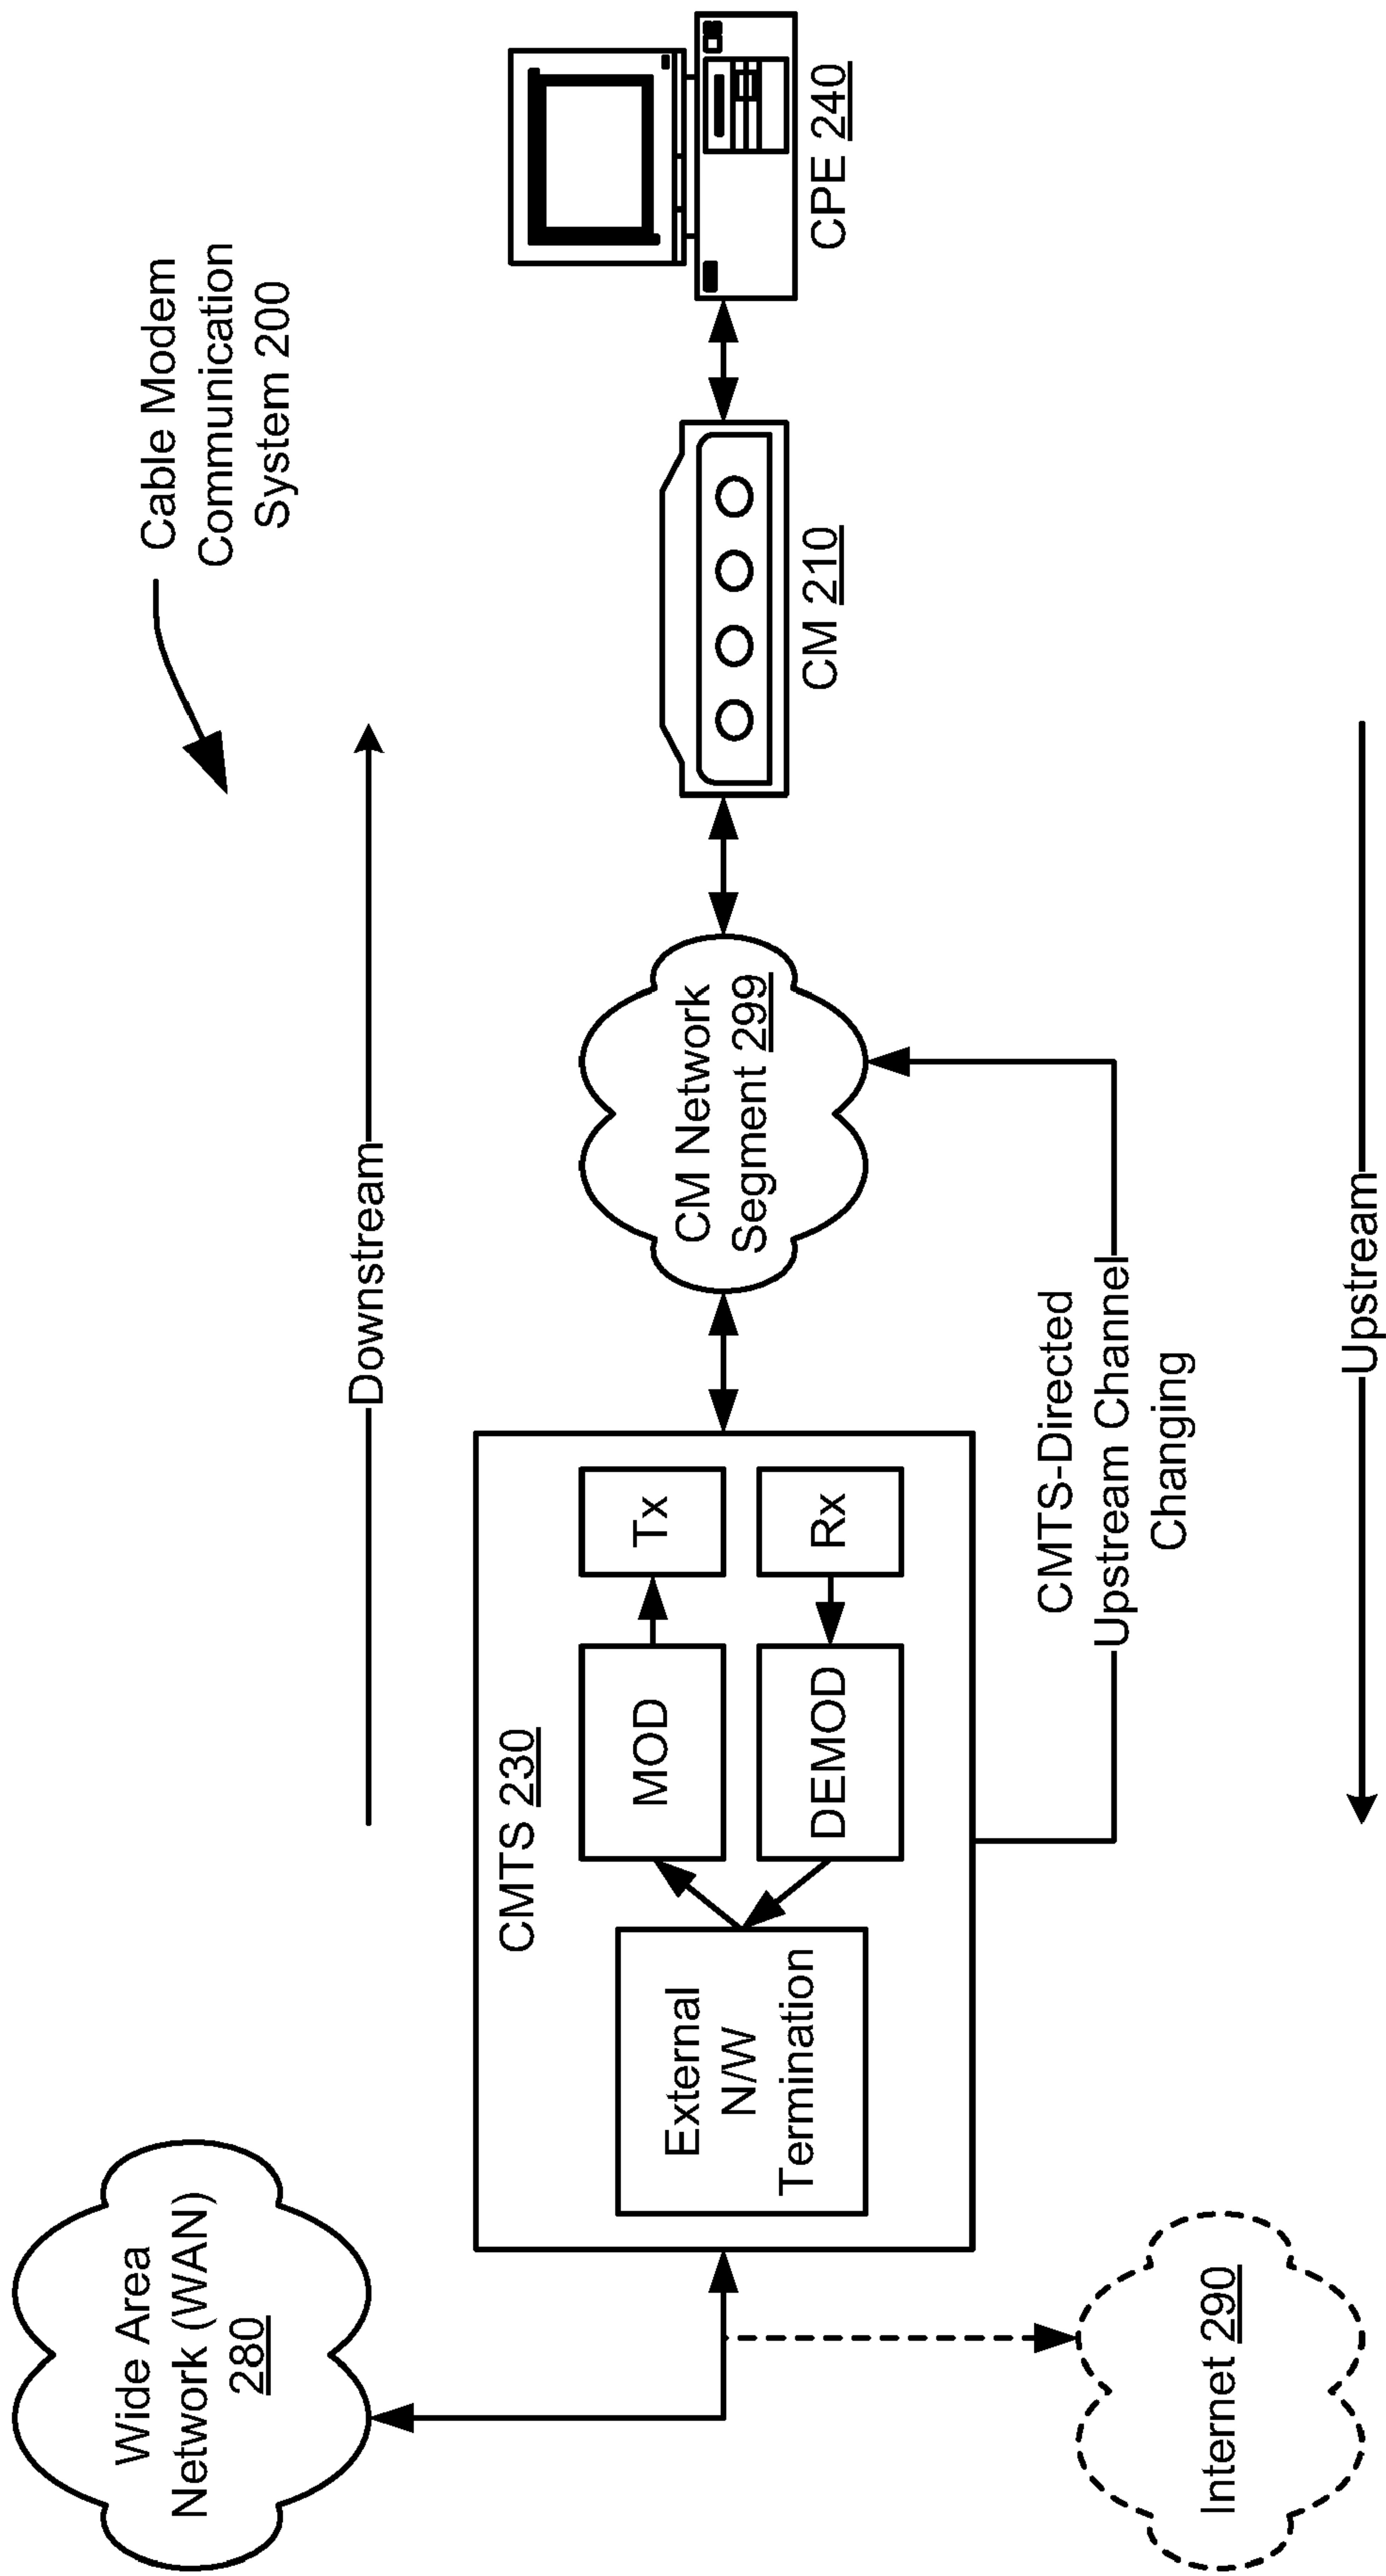 Cable Modem
Communication
System 200
Wide Area
Network (WAN)
280
Downstream
CMTS 230
External
N/W
Termination
MOD
Tx
DEMOD
Rx
CM Network
Segment 299
CM 210
CPE 240
CMTS-Directed
Upstream Channel
Changing
Internet 290
Upstream